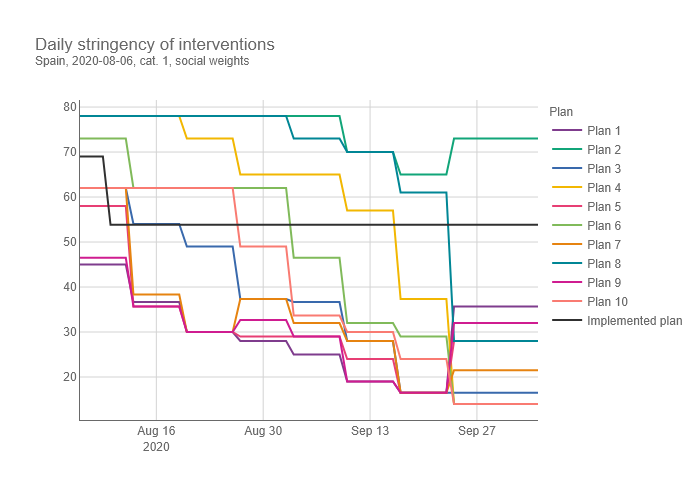 Daily stringency of interventions
Spain, 2020-08-06, cat. 1, social weights
80
70
60
50
40
30
20
Aug 16
2020
Aug 30
Sep 13
Sep 27
Plan
Plan 1
Plan 2
Plan 3
Plan 4
Plan 5
Plan 6
Plan 7
Plan 8
Plan 9
Plan 10
Implemented plan